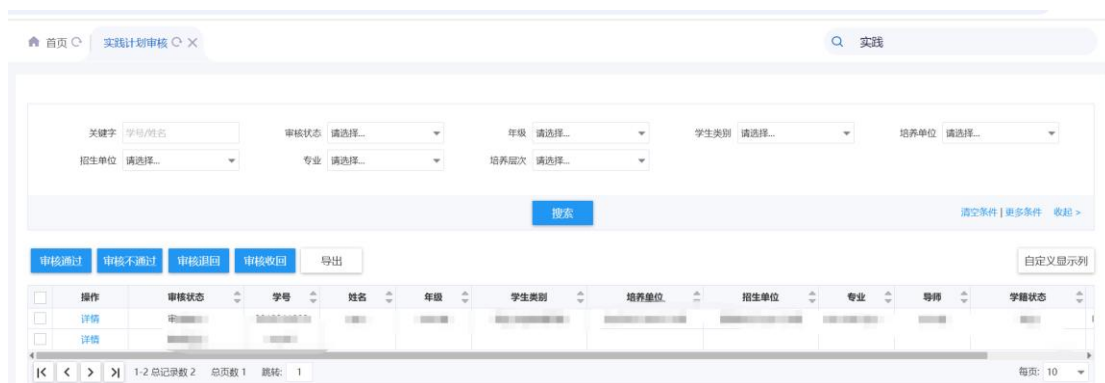 首页 实践计划审核 实践
关键字 学号/姓名 审核状态 请选择... 年级 请选择... 学生类别 请选择... 培养单位 请选择...
招生单位 请选择... 专业 请选择... 培养层次 请选择...
搜索 清空条件 | 更多条件 收起 >
审核通过 审核不通过 审核退回 审核收回 导出 自定义显示列
操作 审核状态 学号 姓名 年级 学生类别 培养单位 招生单位 专业 导师 学籍状态
详情
详情
1-2 总记录数 2 总页数 1 跳转: 1 每页: 10